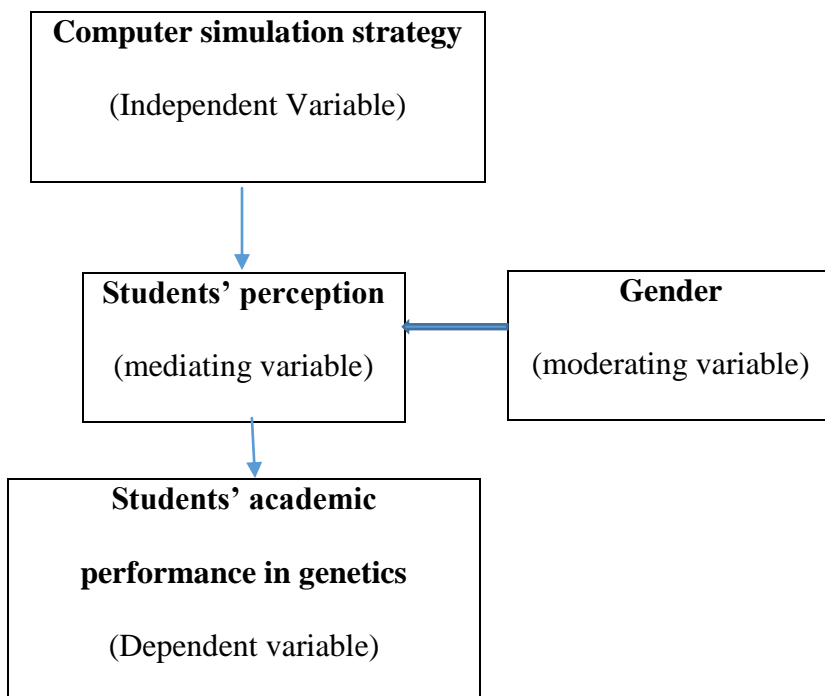 Computer simulation strategy
(Independent Variable)
Students’ perception
(mediating variable)
Gender
(moderating variable)
Students’ academic
performance in genetics
(Dependent variable)